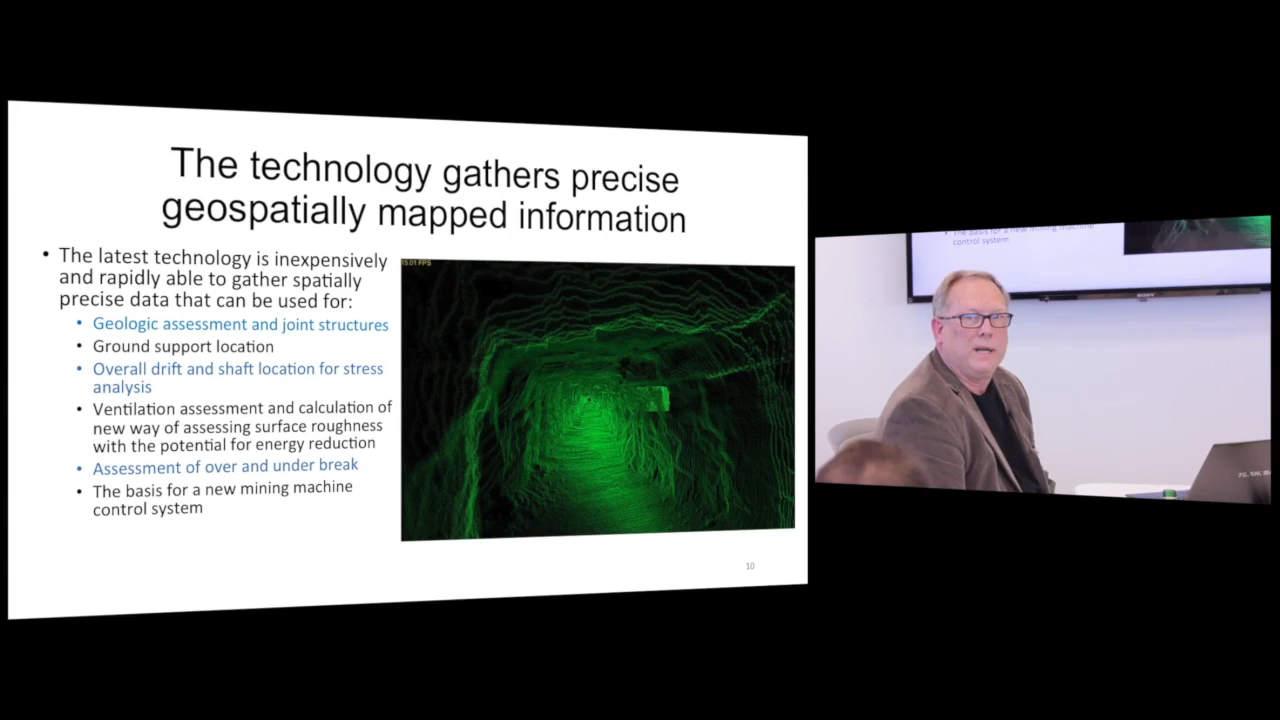 The technology gathers precise
geospatially mapped information
• The latest technology is inexpensively
and rapidly able to gather spatially
precise data that can be used for:
• Geologic assessment and joint structures
• Ground support location
• Overall drift and shaft location for stress
analysis
• Ventilation assessment and calculation of
new way of assessing surface roughness
with the potential for energy reduction
• Assessment of over and under break
• The basis for a new mining machine
control system
15.01 FPS
10
The basis for a new mining machine
control system
SONY